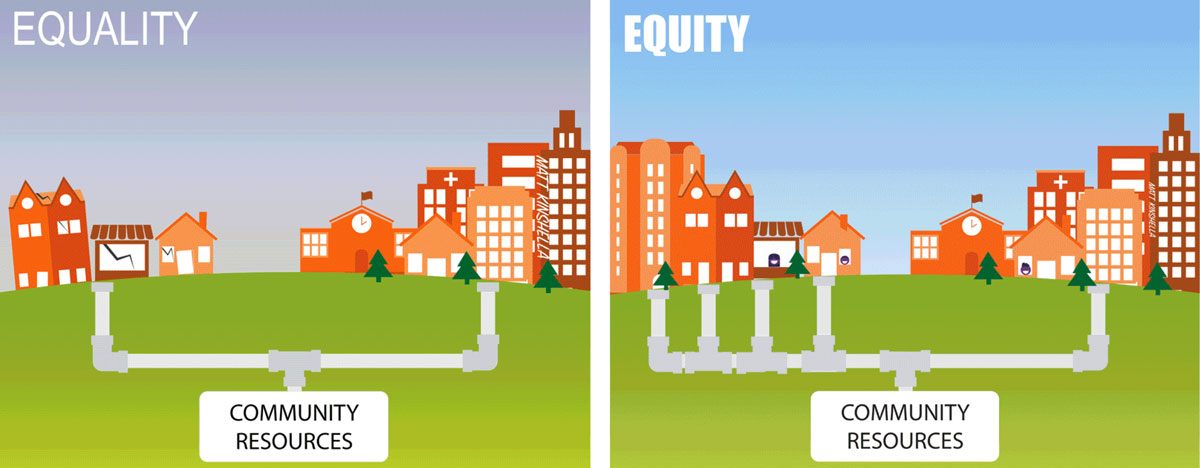 EQUALITY
MATT KINSHELLA
COMMUNITY
RESOURCES
EQUITY
MATT KINSHELLA
COMMUNITY
RESOURCES